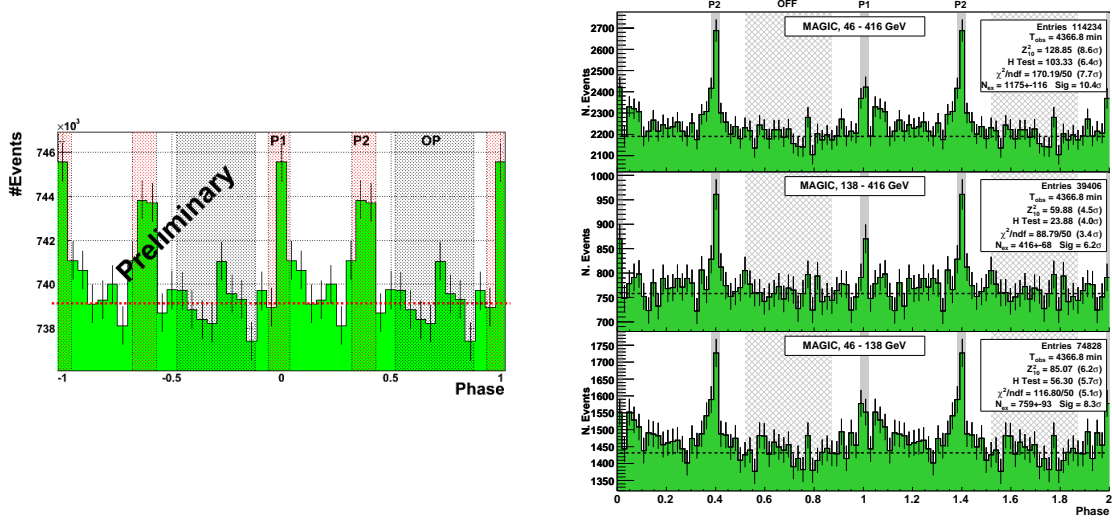 ×10³
746
744
742
740
738
#Events
P1 P2 OP
Preliminary
-1 -0.5 0 0.5 1
Phase
P2 OFF P1 P2
2700
2600
2500
2400
2300
2200
2100
N. Events
MAGIC, 46 - 416 GeV
Entries 114234
T_obs = 4366.8 min
Z²₁₀ = 128.85 (8.6σ)
H Test = 103.33 (6.4σ)
χ²/ndf = 170.19/50 (7.7σ)
N_ex = 1175+-116 Sig = 10.4σ
1000
950
900
850
800
750
700
N. Events
MAGIC, 138 - 416 GeV
Entries 39406
T_obs = 4366.8 min
Z²₁₀ = 59.88 (4.5σ)
H Test = 23.88 (4.0σ)
χ²/ndf = 88.79/50 (3.4σ)
N_ex = 416+-68 Sig = 6.2σ
1750
1700
1650
1600
1550
1500
1450
1400
1350
N. Events
MAGIC, 46 - 138 GeV
Entries 74828
T_obs = 4366.8 min
Z²₁₀ = 85.07 (6.2σ)
H Test = 56.30 (5.7σ)
χ²/ndf = 116.80/50 (5.1σ)
N_ex = 759+-93 Sig = 8.3σ
0 0.2 0.4 0.6 0.8 1 1.2 1.4 1.6 1.8 2
Phase